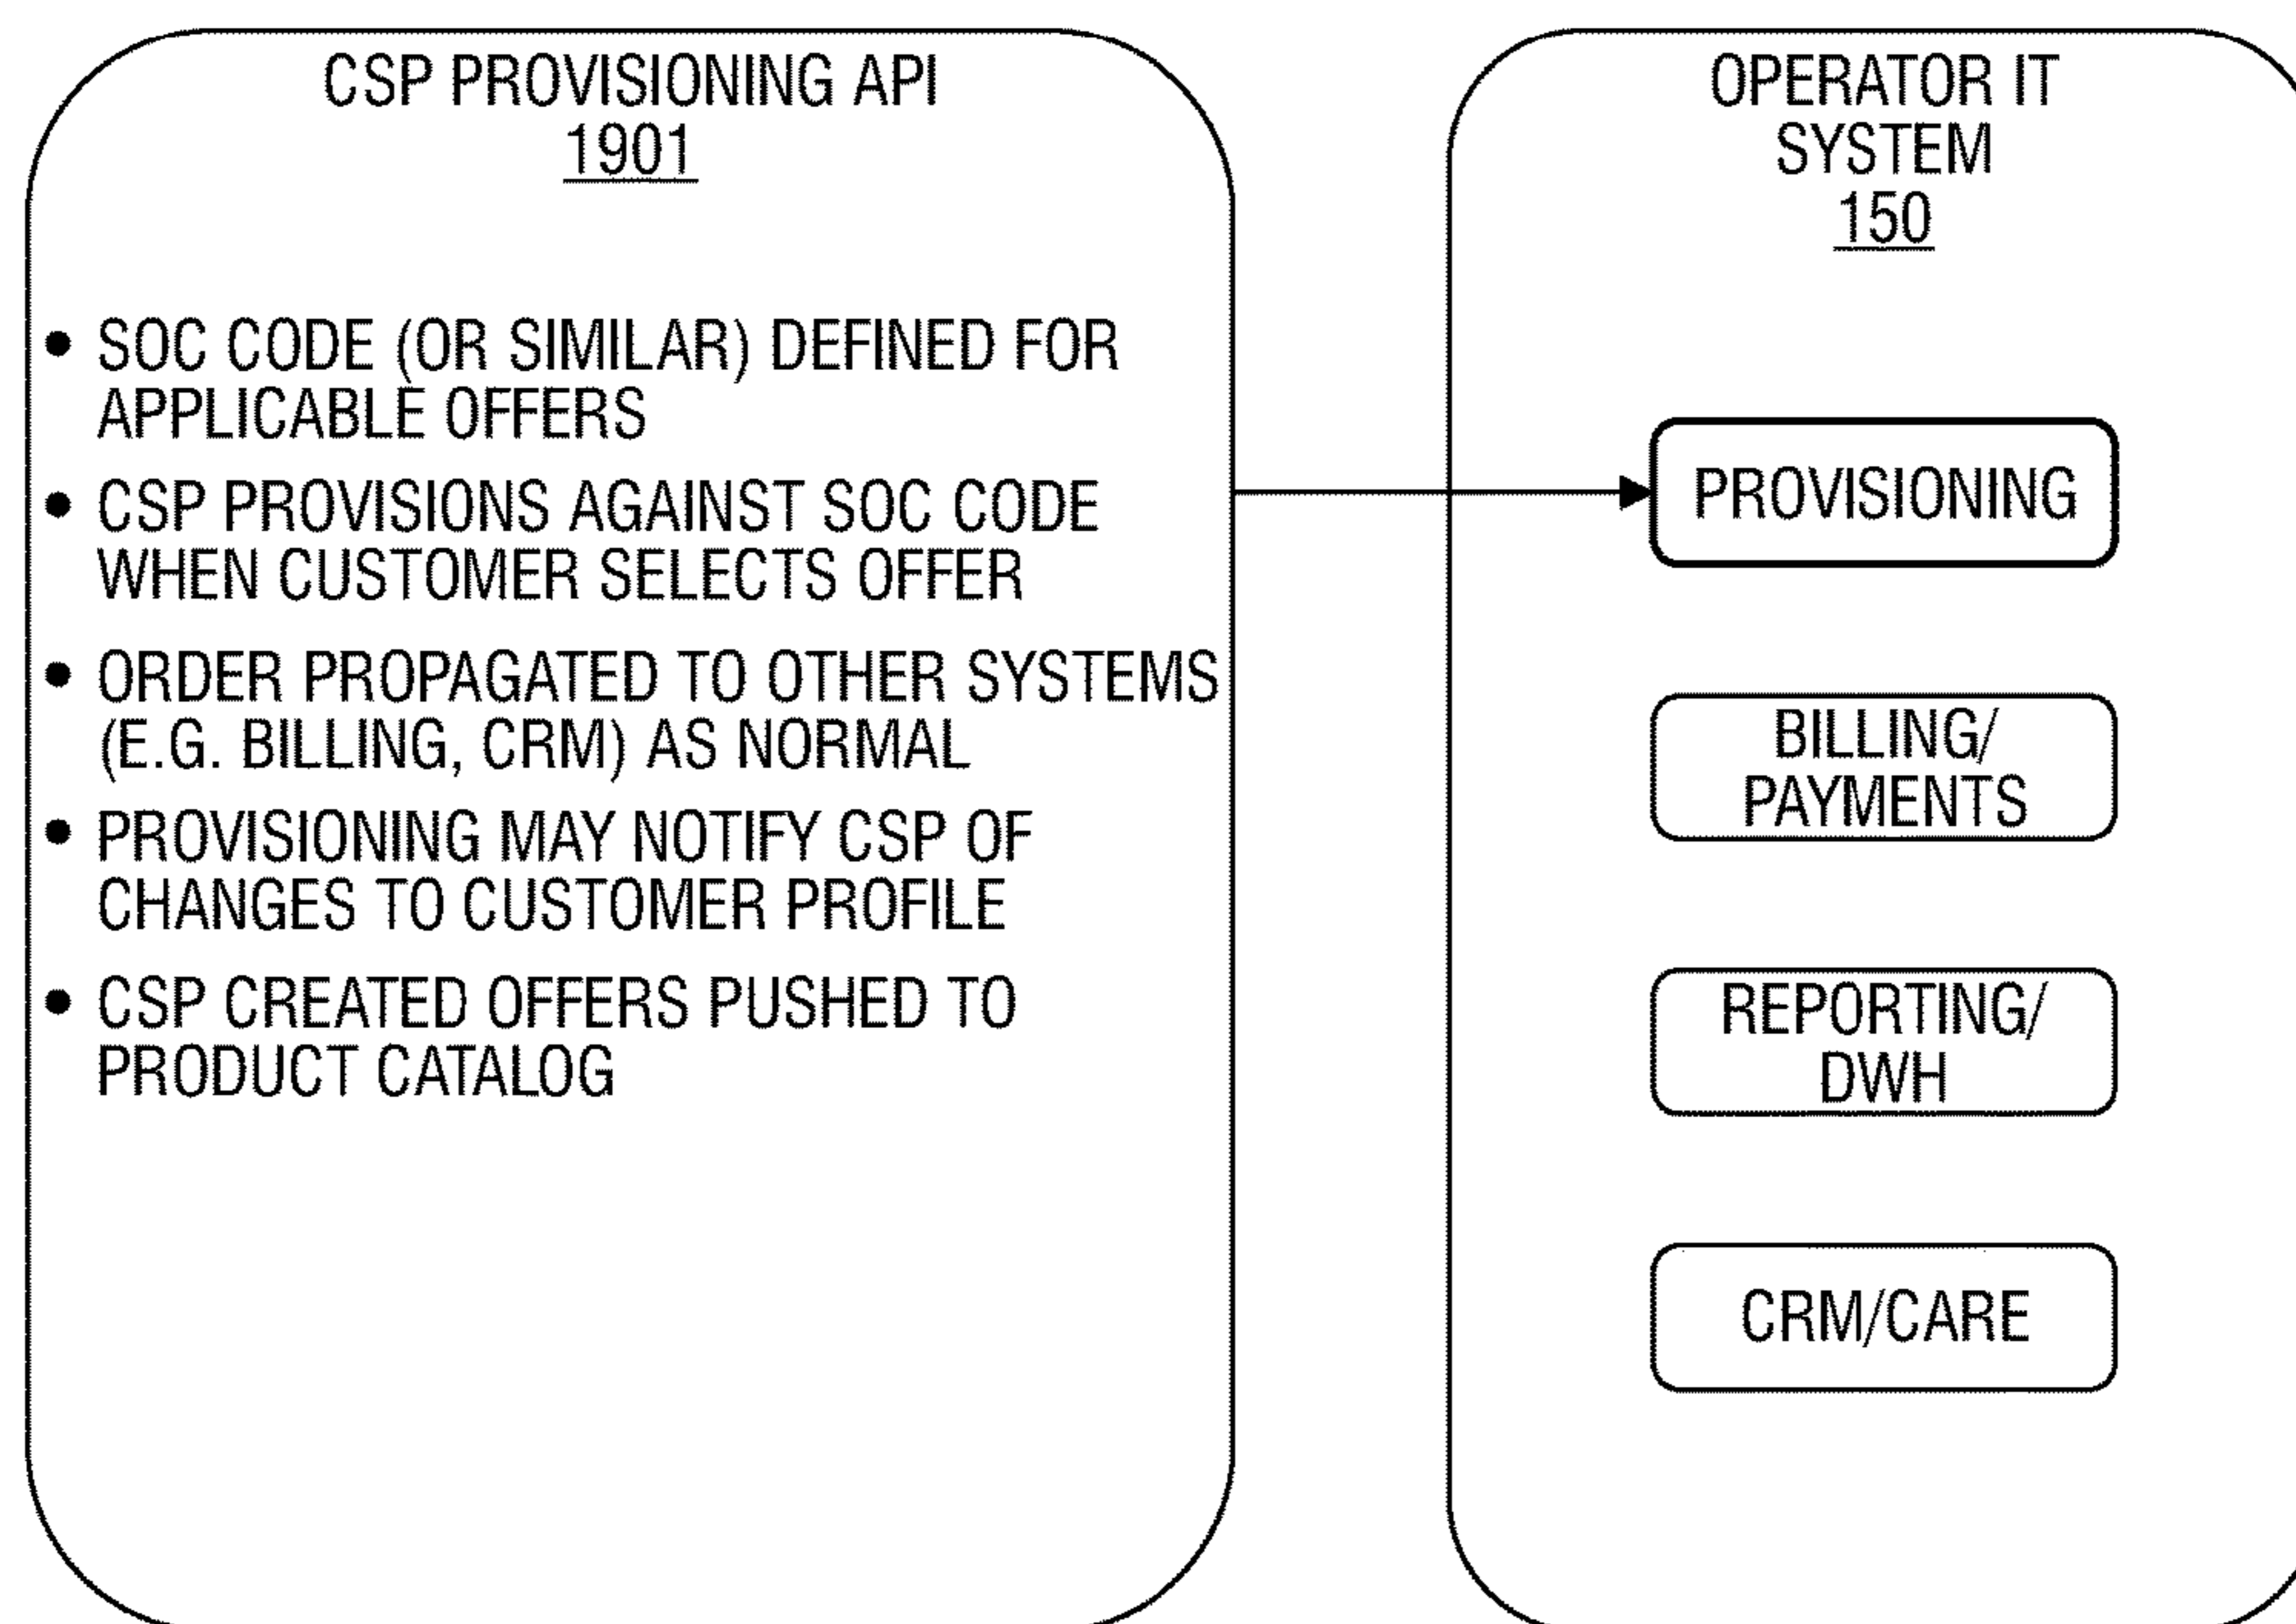 CSP PROVISIONING API
1901
• SOC CODE (OR SIMILAR) DEFINED FOR
APPLICABLE OFFERS
• CSP PROVISIONS AGAINST SOC CODE
WHEN CUSTOMER SELECTS OFFER
• ORDER PROPAGATED TO OTHER SYSTEMS
(E.G. BILLING, CRM) AS NORMAL
• PROVISIONING MAY NOTIFY CSP OF
CHANGES TO CUSTOMER PROFILE
• CSP CREATED OFFERS PUSHED TO
PRODUCT CATALOG
OPERATOR IT
SYSTEM
150
PROVISIONING
BILLING/
PAYMENTS
REPORTING/
DWH
CRM/CARE